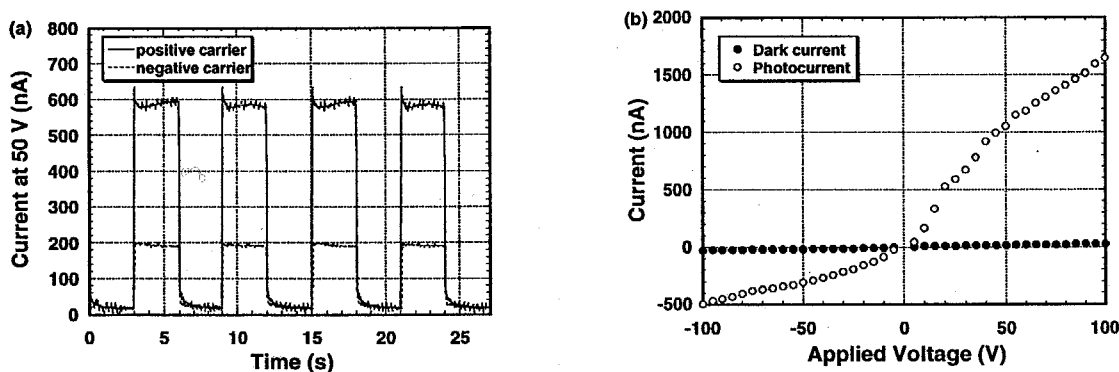 (a)
800
700
600
500
400
300
200
100
0
Current at 50 V (nA)
positive carrier
negative carrier
0 5 10 15 20 25
Time (s)
(b)
2000
1500
1000
500
0
-500
Current (nA)
Dark current
Photocurrent
-100 -50 0 50 100
Applied Voltage (V)